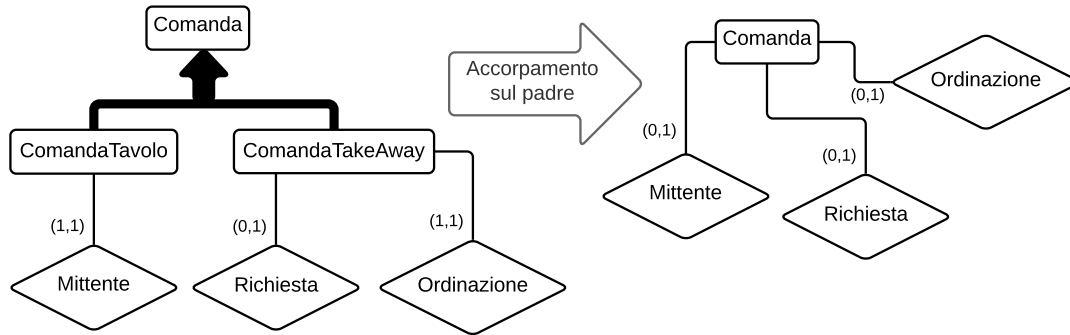 Comanda
ComandaTavolo
ComandaTakeAway
(1,1)
(0,1)
(1,1)
Mittente
Richiesta
Ordinazione
Accorpamento
sul padre
Comanda
Ordinazione
(0,1)
(0,1)
(0,1)
Mittente
Richiesta